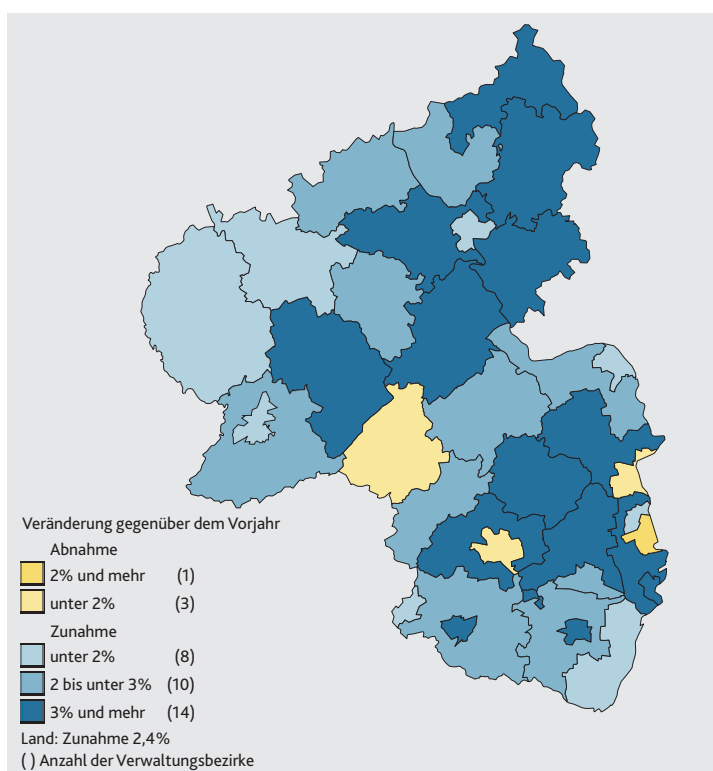 Veränderung gegenüber dem Vorjahr
Abnahme
2% und mehr (1)
unter 2% (3)
Zunahme
unter 2% (8)
2 bis unter 3% (10)
3% und mehr (14)
Land: Zunahme 2,4%
( ) Anzahl der Verwaltungsbezirke